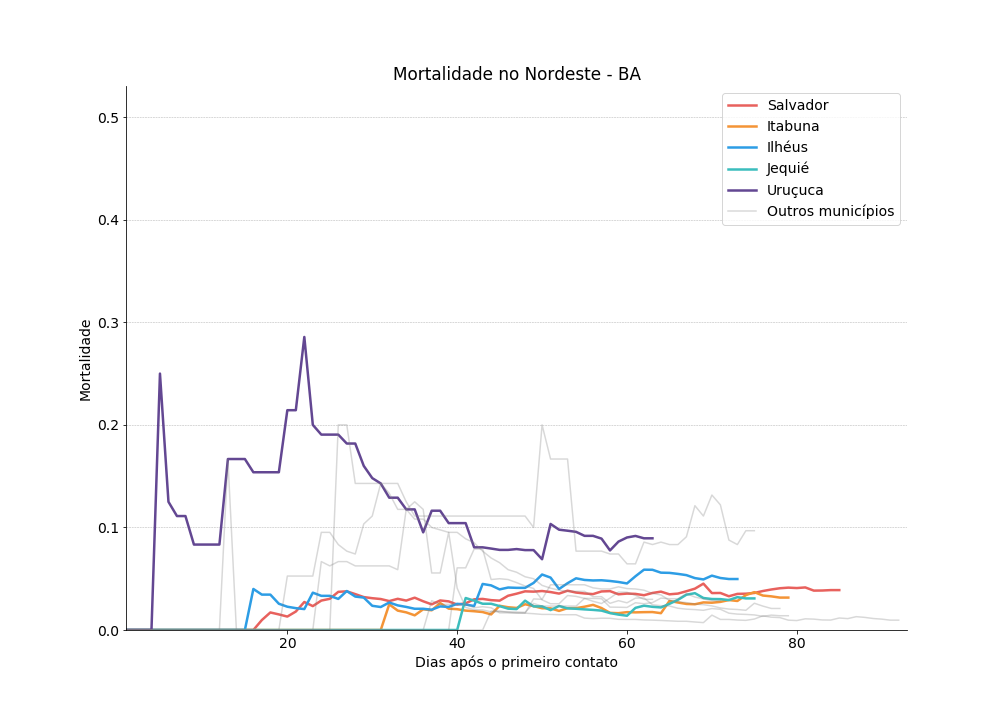 Mortalidade no Nordeste - BA
Salvador
Itabuna
Ilhéus
Jequié
Uruçuca
Outros municípios
0.5
0.4
0.3
0.2
0.1
0.0
Mortalidade
20
40
60
80
Dias após o primeiro contato